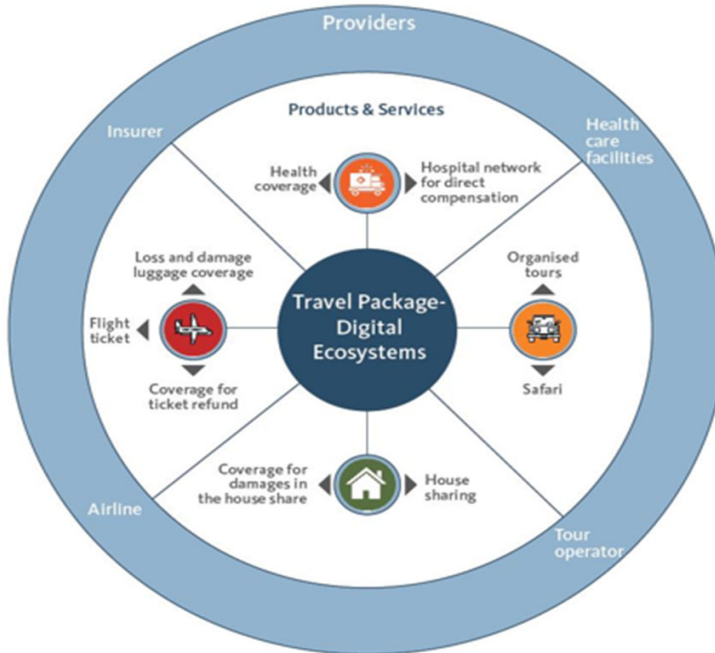 Providers
Products & Services
Insurer
Health
care
facilities
Health
coverage
Hospital network
for direct
compensation
Loss and damage
luggage coverage
Flight
ticket
Coverage for
ticket refund
Travel Package-
Digital
Ecosystems
Organised
tours
Safari
Coverage for
damages in
the house share
House
sharing
Airline
Tour
operator